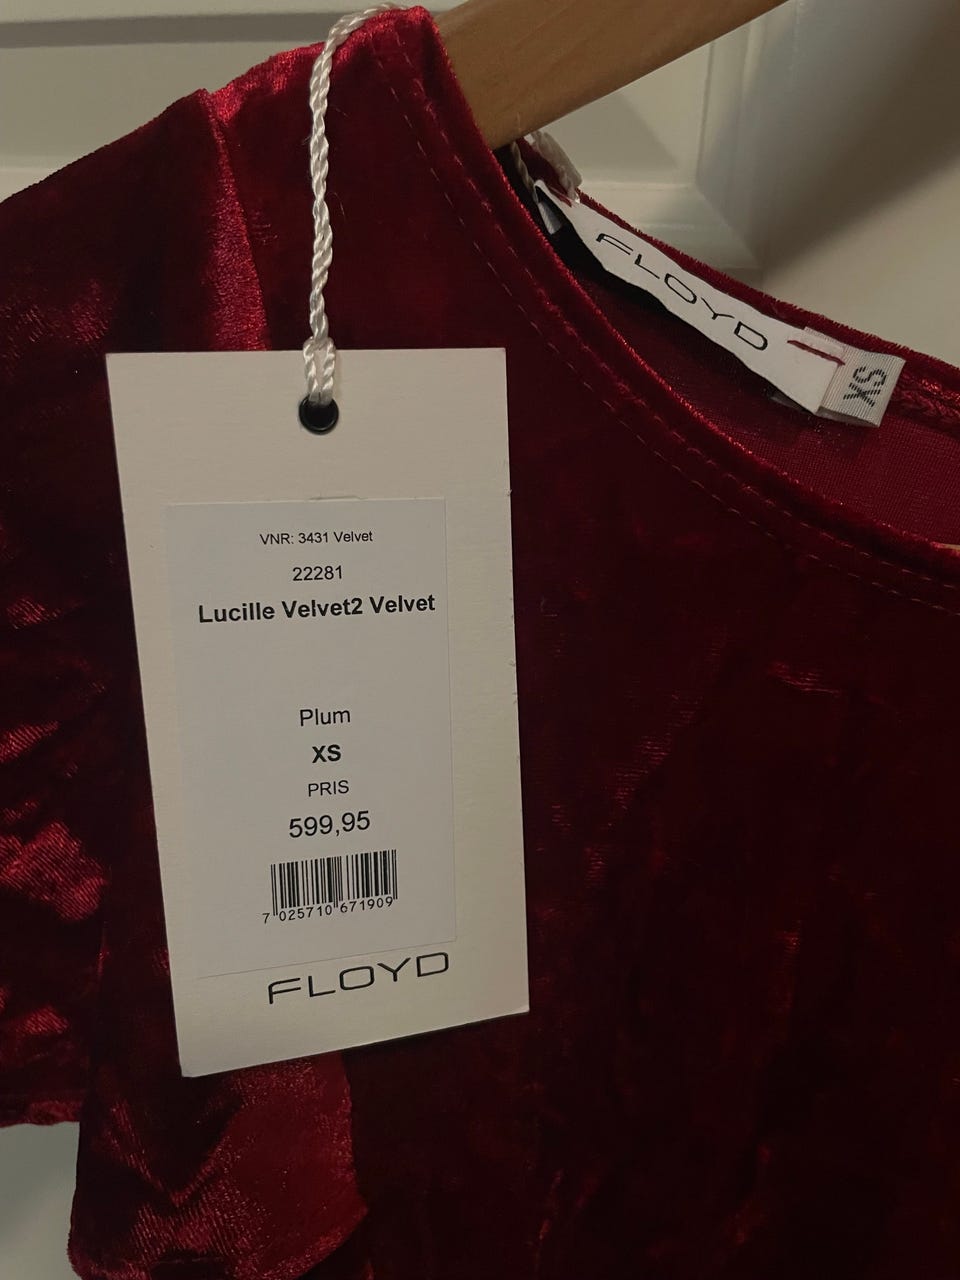 FLOYD
XS
VNR: 3431 Velvet
22281
Lucille Velvet2 Velvet
Plum
XS
PRIS
599,95
7 025710 671909
FLOYD